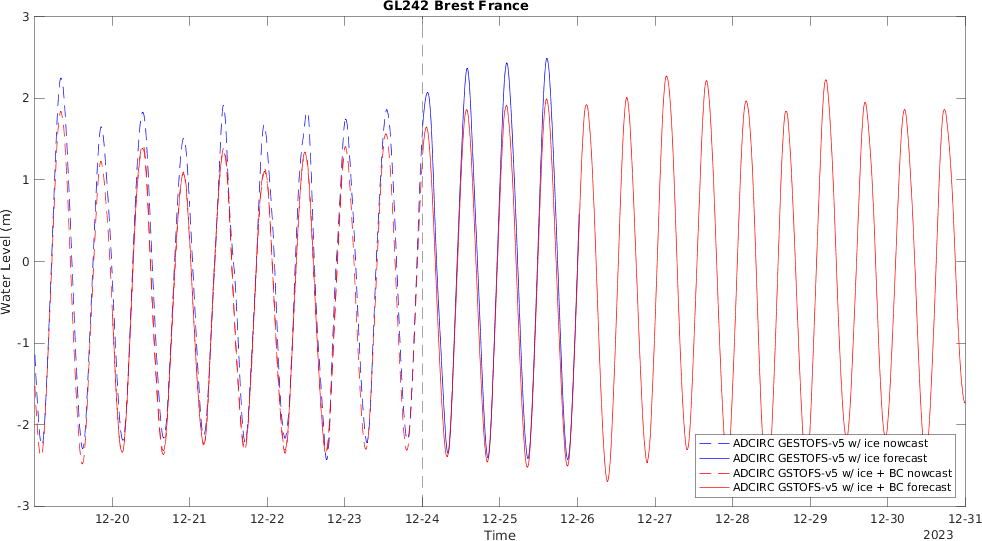 GL242 Brest France
3
2
1
0
-1
-2
-3
Water Level (m)
12-20
12-21
12-22
12-23
12-24
12-25
12-26
12-27
12-28
12-29
12-30
12-31
Time
2023
ADCIRC GESTOFS-v5 w/ ice nowcast
ADCIRC GESTOFS-v5 w/ ice forecast
ADCIRC GSTOFS-v5 w/ ice + BC nowcast
ADCIRC GSTOFS-v5 w/ ice + BC forecast